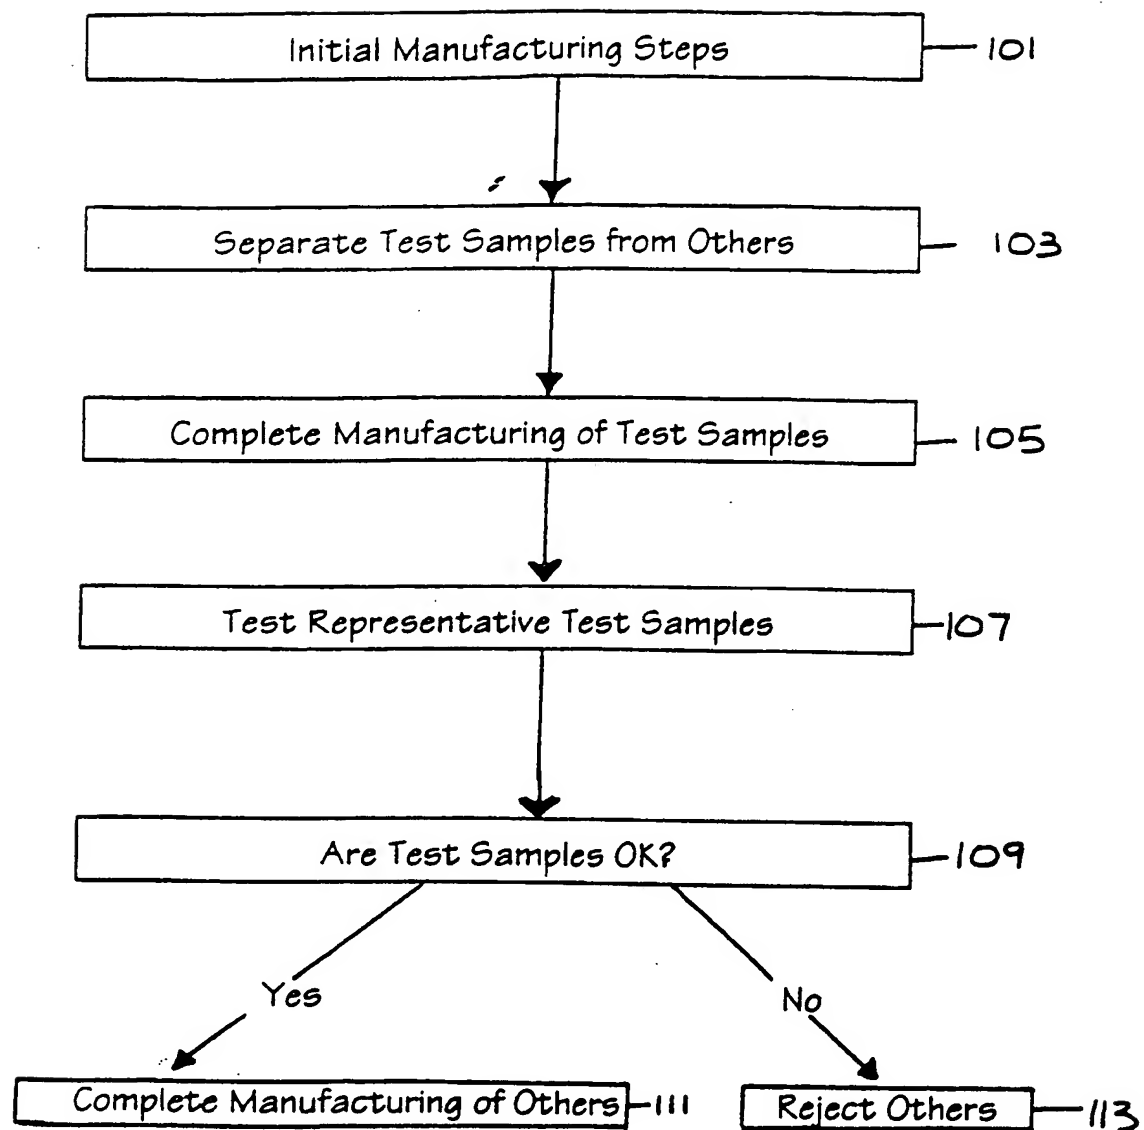 Initial Manufacturing Steps 101
Separate Test Samples from Others 103
Complete Manufacturing of Test Samples 105
Test Representative Test Samples 107
Are Test Samples OK? 109
Yes No
Complete Manufacturing of Others 111 Reject Others 113